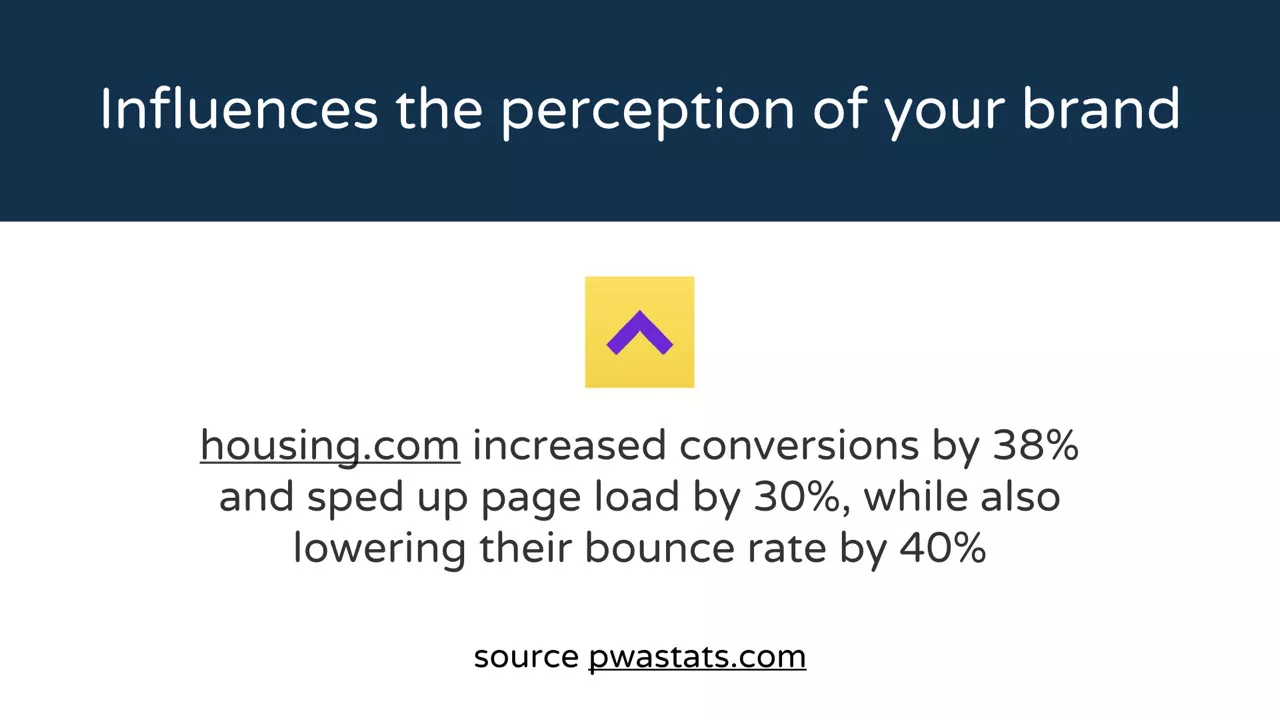 Influences the perception of your brand
housing.com increased conversions by 38%
and sped up page load by 30%, while also
lowering their bounce rate by 40%
source pwastats.com